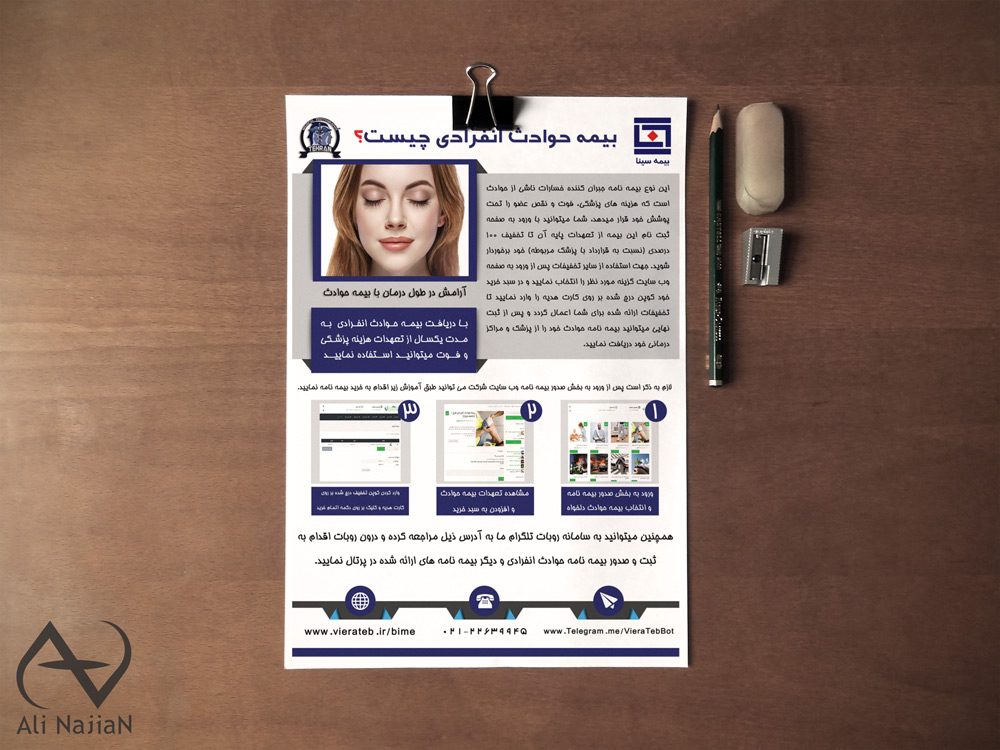 بیمه حوادث انفرادی چیست؟
بیمه سینا
TEHRAN
این نوع بیمه نامه جبران کننده خسارات ناشی از حوادث
است که هزینه های پزشکی، فوت و نقص عضو را تحت
پوشش خود قرار میدهد. شما میتوانید با ورود به صفحه
ثبت نام این بیمه از تعهدات پایه آن تا تخفیف ۱۰۰
درصدی (نسبت به قرارداد با پزشک مربوطه) خود برخوردار
شوید. جهت استفاده از سایر تخفیفات پس از ورود به صفحه
وب سایت گزینه مورد نظر را انتخاب نمایید و در سبد خرید
خود کوپن درج شده بر روی کارت هدیه را وارد نمایید تا
تخفیفات ارائه شده برای شما اعمال گردد و پس از ثبت
نهایی میتوانید بیمه نامه حوادث خود را از پزشک و مراکز
درمانی خود دریافت نمایید.
آرامش در طول درمان با بیمه حوادث
با دریافت بیمه حوادث انفرادی به
مدت یکسال از تعهدات هزینه پزشکی
و فوت میتوانید استفاده نمایید
لازم به ذکر است پس از ورود به بخش صدور بیمه نامه وب سایت شرکت می توانید طبق آموزش زیر اقدام به خرید بیمه نامه نمایید.
۱
ورود به بخش صدور بیمه نامه
و انتخاب بیمه حوادث دلخواه
۲
مشاهده تعهدات بیمه حوادث
و افزودن به سبد خرید
۳
وارد کردن کوپن تخفیف درج شده بر روی
کارت هدیه و کلیک بر روی دکمه اتمام خرید
همچنین میتوانید به سامانه روبات تلگرام ما به آدرس ذیل مراجعه کرده و درون روبات اقدام به
ثبت و صدور بیمه نامه حوادث انفرادی و دیگر بیمه نامه های ارائه شده در پرتال نمایید.
www.Telegram.me/VieraTebBot
۰۲۱-۲۲۶۳۹۹۴۵
www.vierateb.ir/bime
Ali NajiaN